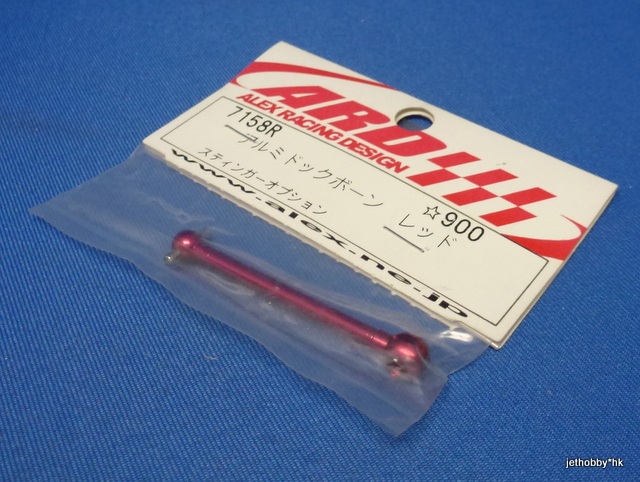 ARD
ALEX RACING DESIGN
7158R
☆900
アルミドックボーン レッド
スティンガーオプション
www.alex-ne.jp
jethobby*hk